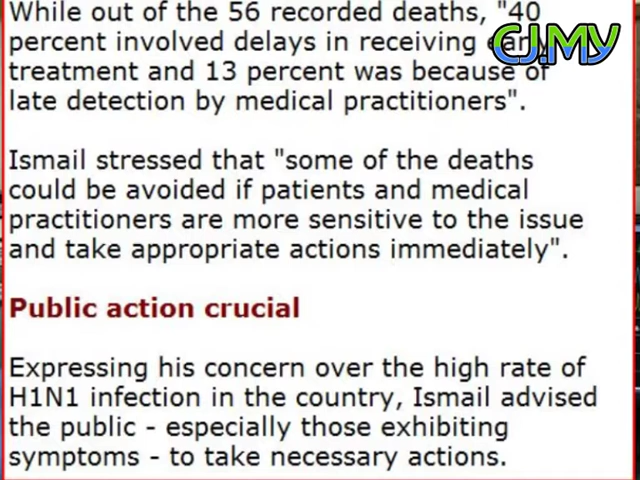 While out of the 56 recorded deaths, "40
percent involved delays in receiving early
treatment and 13 percent was because of
late detection by medical practitioners".
Ismail stressed that "some of the deaths
could be avoided if patients and medical
practitioners are more sensitive to the issue
and take appropriate actions immediately".
Public action crucial
Expressing his concern over the high rate of
H1N1 infection in the country, Ismail advised
the public - especially those exhibiting
symptoms - to take necessary actions.
CJ.MY